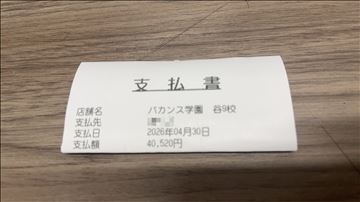 支払書
店舗名 バカンス学園 谷9校
支払先
支払日 2026年04月30日
支払額 40,520円